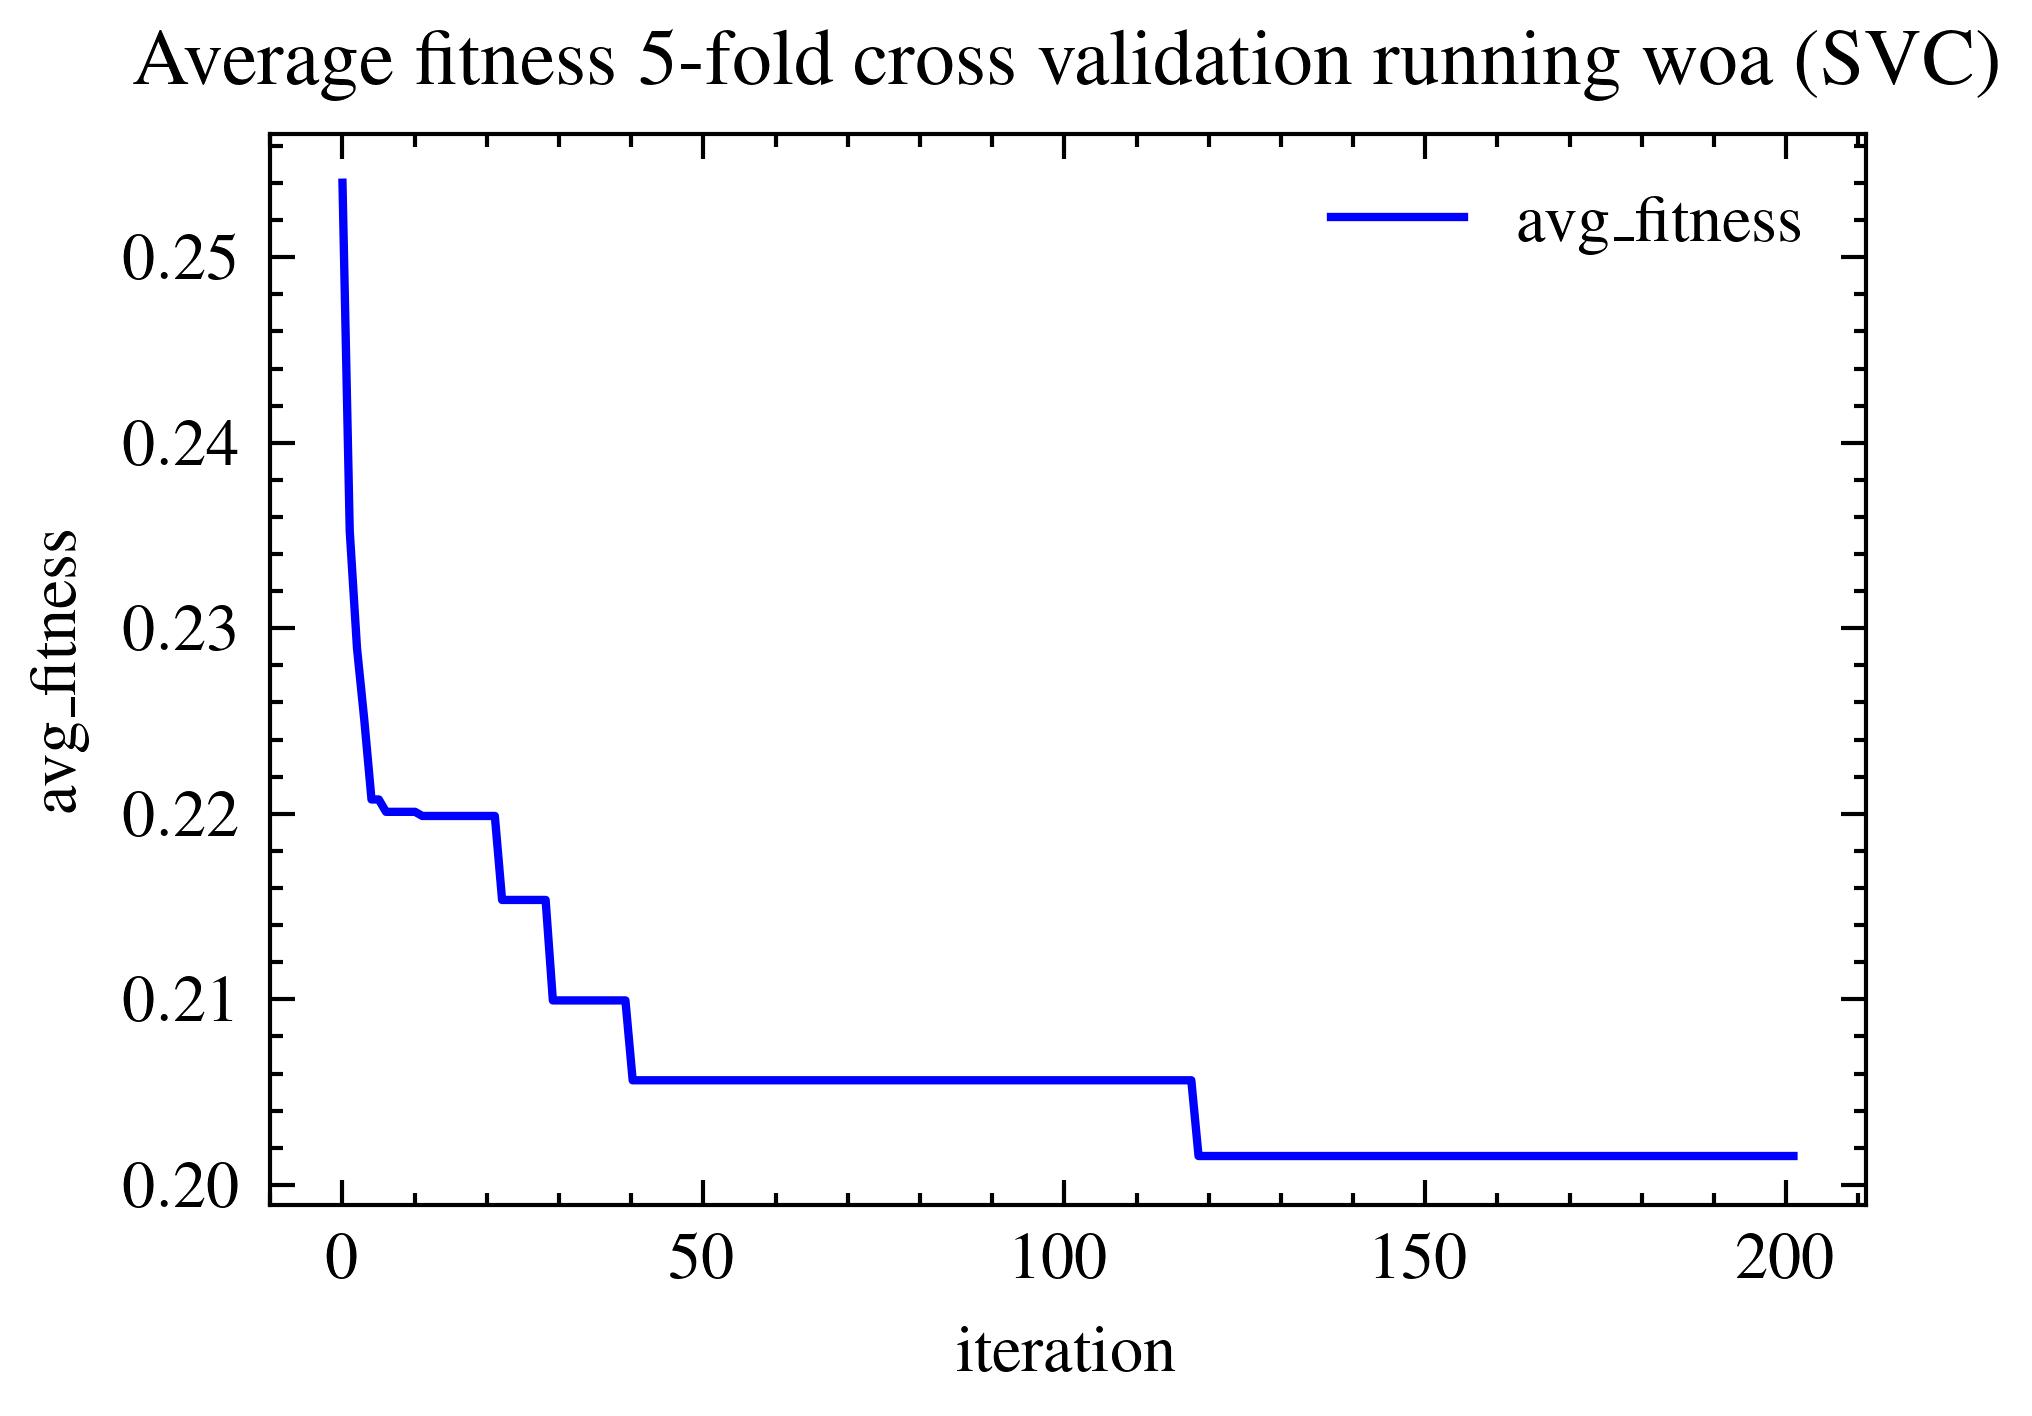 Average fitness 5-fold cross validation running woa (SVC)
avg_fitness
0.25
0.24
0.23
0.22
0.21
0.20
avg_fitness
0 50 100 150 200
iteration